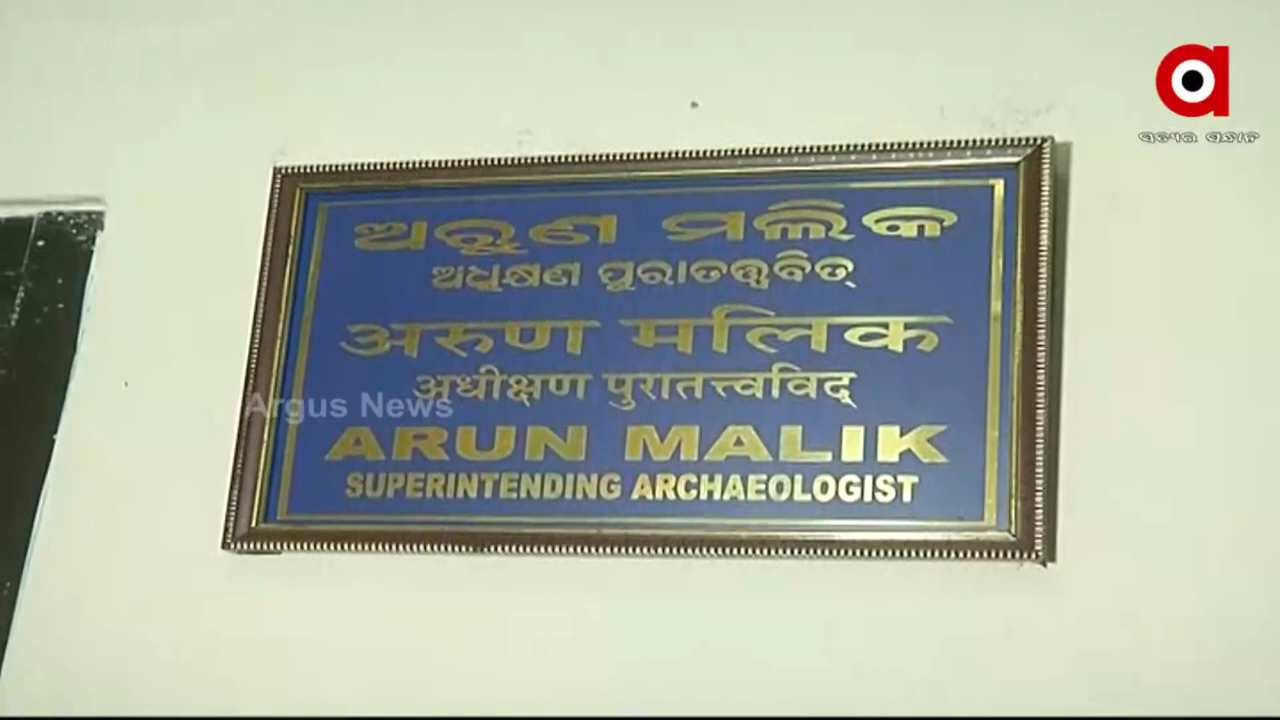 ଅରୁଣ ମଲିକ
ଅଧୀକ୍ଷଣ ପୁରାତତ୍ତ୍ୱବିତ୍
अरुण मलिक
अधीक्षण पुरातत्त्वविद्
Argus News
ARUN MALIK
SUPERINTENDING ARCHAEOLOGIST